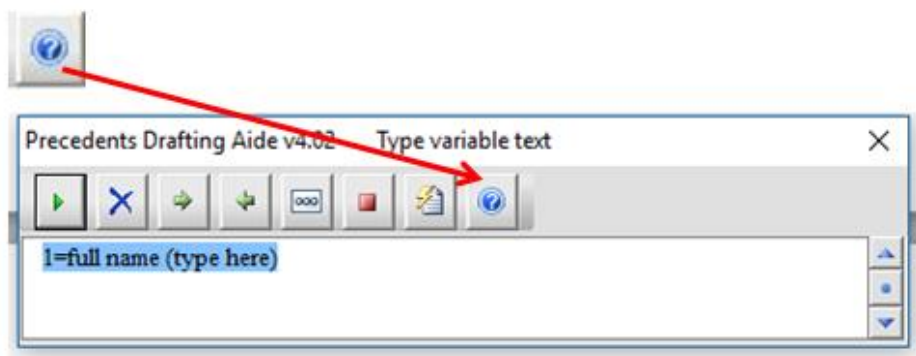 Precedents Drafting Aide v4.02 Type variable text
1=full name (type here)